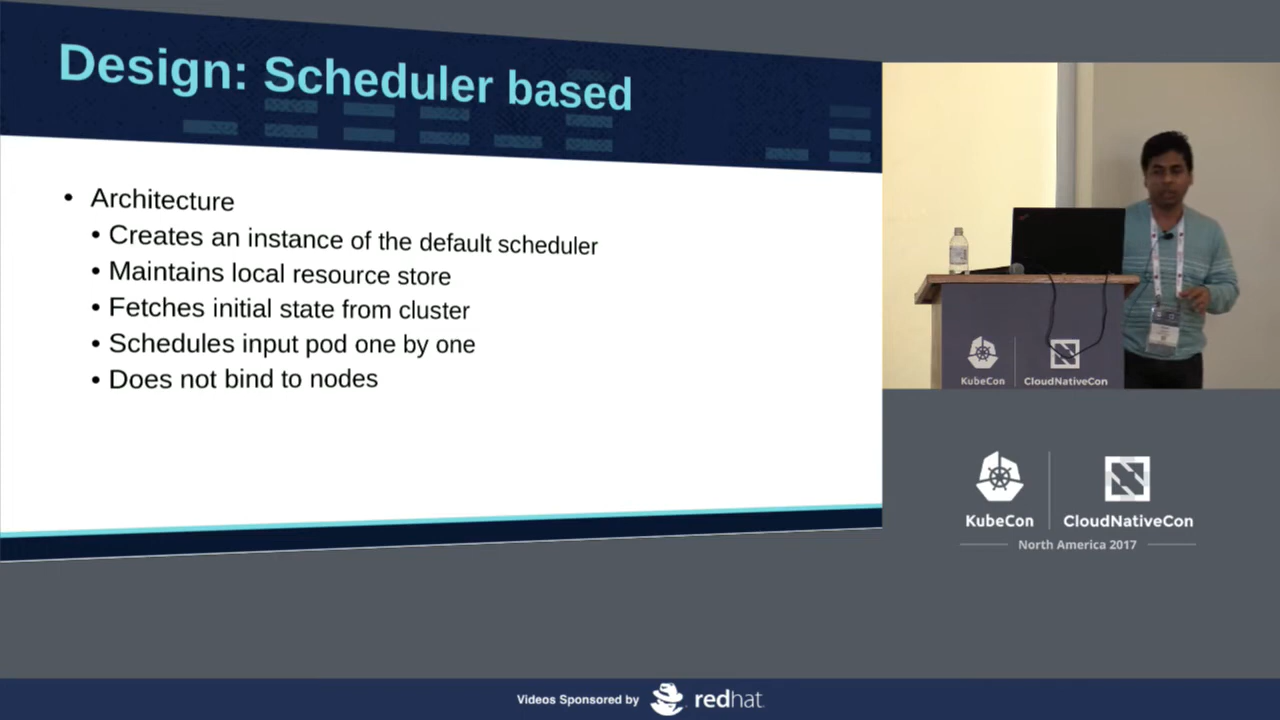 Design: Scheduler based
• Architecture
• Creates an instance of the default scheduler
• Maintains local resource store
• Fetches initial state from cluster
• Schedules input pod one by one
• Does not bind to nodes
KubeCon
CloudNativeCon
KubeCon
CloudNativeCon
North America 2017
Videos Sponsored by
redhat